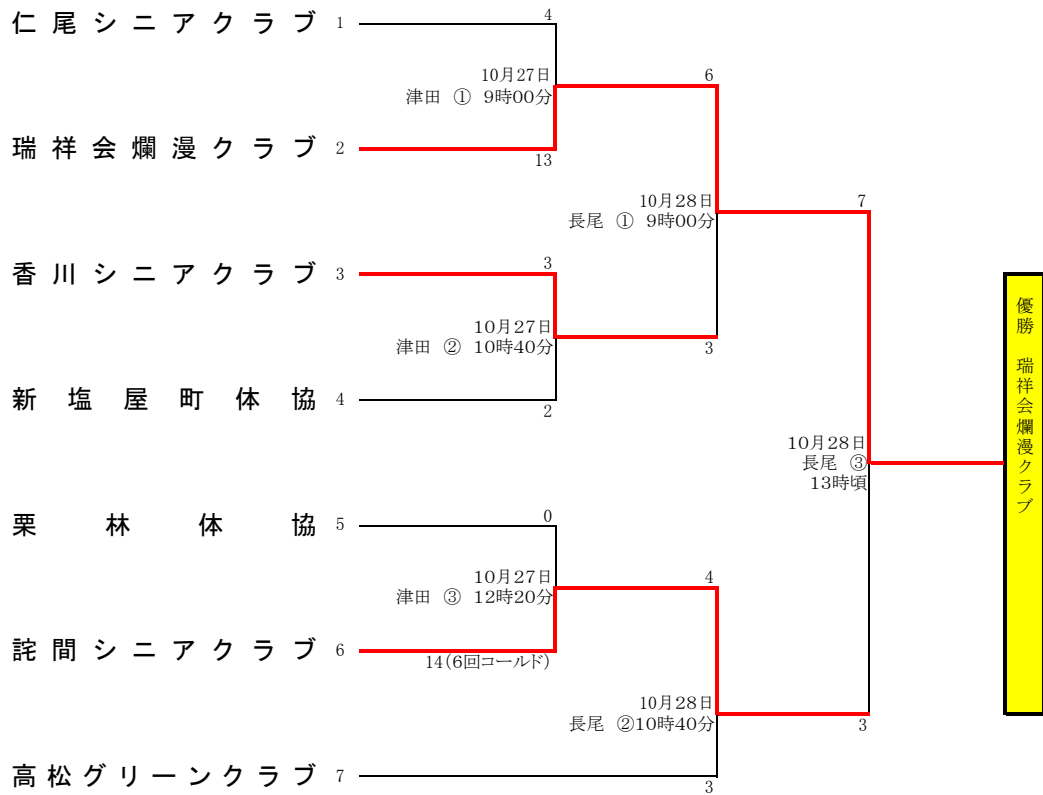 仁尾シニアクラブ 1
4
10月27日
津田 ① 9時00分
6
瑞祥会爛漫クラブ 2
13
10月28日
長尾 ① 9時00分
7
香川シニアクラブ 3
3
10月27日
津田 ② 10時40分
3
新塩屋町体協 4
2
10月28日
長尾 ③
13時頃
優勝 瑞祥会爛漫クラブ
栗林体協 5
0
10月27日
津田 ③ 12時20分
4
詫間シニアクラブ 6
14(6回コールド)
10月28日
長尾 ②10時40分
3
高松グリーンクラブ 7
3